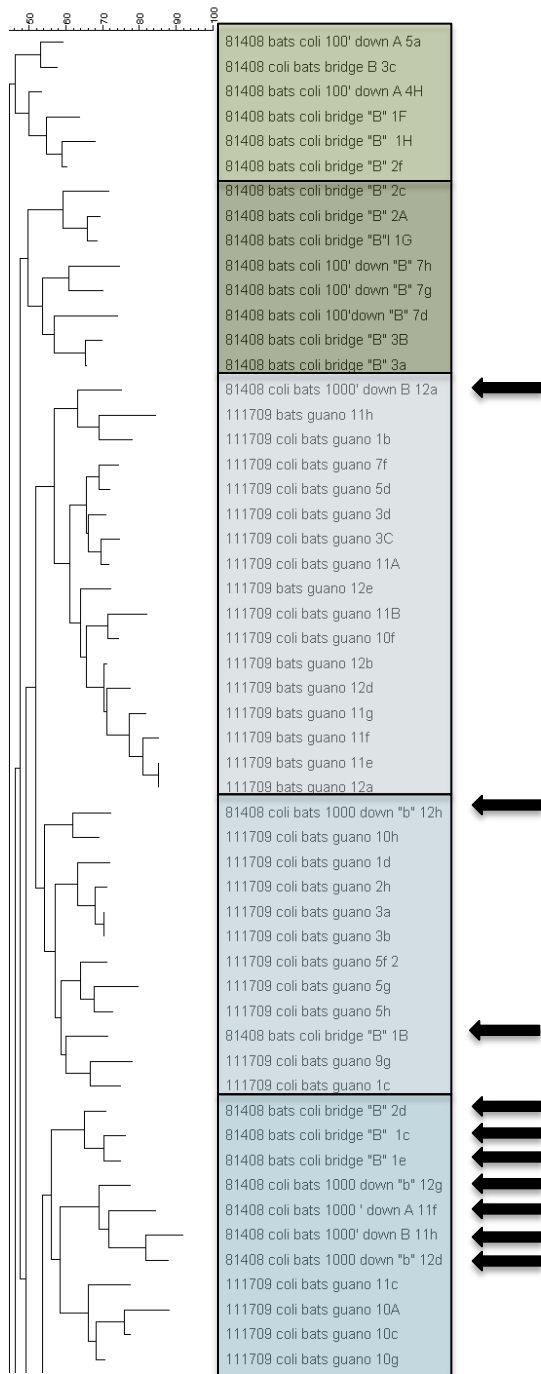 50 60 70 80 90 100
81408 bats coli 100' down A 5a
81408 coli bats bridge B 3c
81408 bats coli 100' down A 4H
81408 bats coli bridge "B" 1F
81408 bats coli bridge "B" 1H
81408 bats coli bridge "B" 2f
81408 bats coli bridge "B" 2c
81408 bats coli bridge "B" 2A
81408 bats coli bridge "B"l 1G
81408 bats coli 100' down "B" 7h
81408 bats coli 100' down "B" 7g
81408 bats coli 100'down "B" 7d
81408 bats coli bridge "B" 3B
81408 bats coli bridge "B" 3a
81408 coli bats 1000' down B 12a
111709 bats guano 11h
111709 coli bats guano 1b
111709 coli bats guano 7f
111709 coli bats guano 5d
111709 coli bats guano 3d
111709 coli bats guano 3C
111709 coli bats guano 11A
111709 bats guano 12e
111709 coli bats guano 11B
111709 coli bats guano 10f
111709 bats guano 12b
111709 bats guano 12d
111709 bats guano 11g
111709 bats guano 11f
111709 bats guano 11e
111709 bats guano 12a
81408 coli bats 1000 down "b" 12h
111709 coli bats guano 10h
111709 coli bats guano 1d
111709 coli bats guano 2h
111709 coli bats guano 3a
111709 coli bats guano 3b
111709 coli bats guano 5f 2
111709 coli bats guano 5g
111709 coli bats guano 5h
81408 bats coli bridge "B" 1B
111709 coli bats guano 9g
111709 coli bats guano 1c
81408 bats coli bridge "B" 2d
81408 bats coli bridge "B" 1c
81408 bats coli bridge "B" 1e
81408 coli bats 1000 down "b" 12g
81408 coli bats 1000 ' down A 11f
81408 coli bats 1000' down B 11h
81408 coli bats 1000 down "b" 12d
111709 coli bats guano 11c
111709 coli bats guano 10A
111709 coli bats guano 10c
111709 coli bats guano 10g